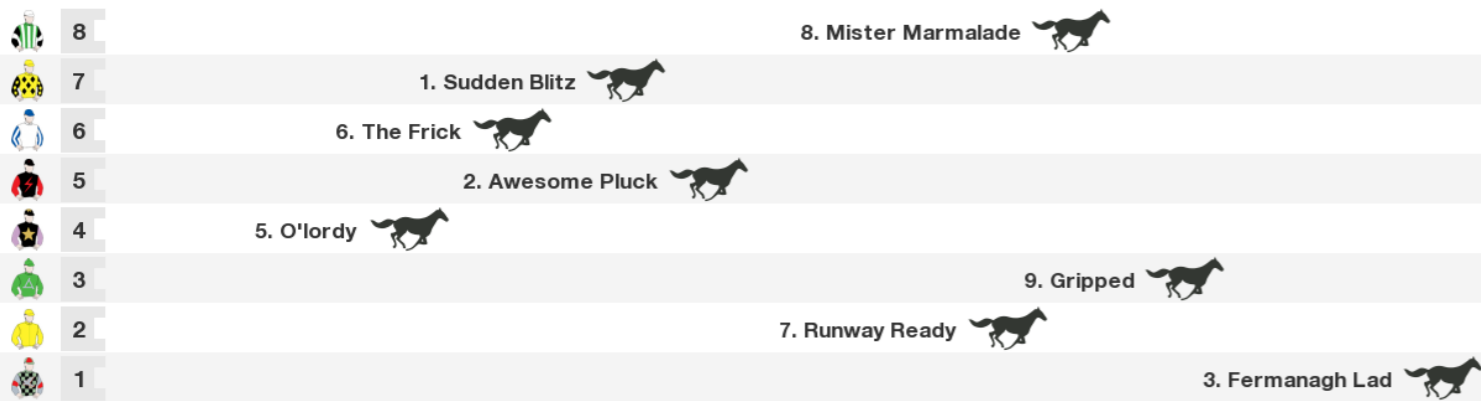 8 8. Mister Marmalade
7 1. Sudden Blitz
6 6. The Frick
5 2. Awesome Pluck
4 5. O'lordy
3 9. Gripped
2 7. Runway Ready
1 3. Fermanagh Lad